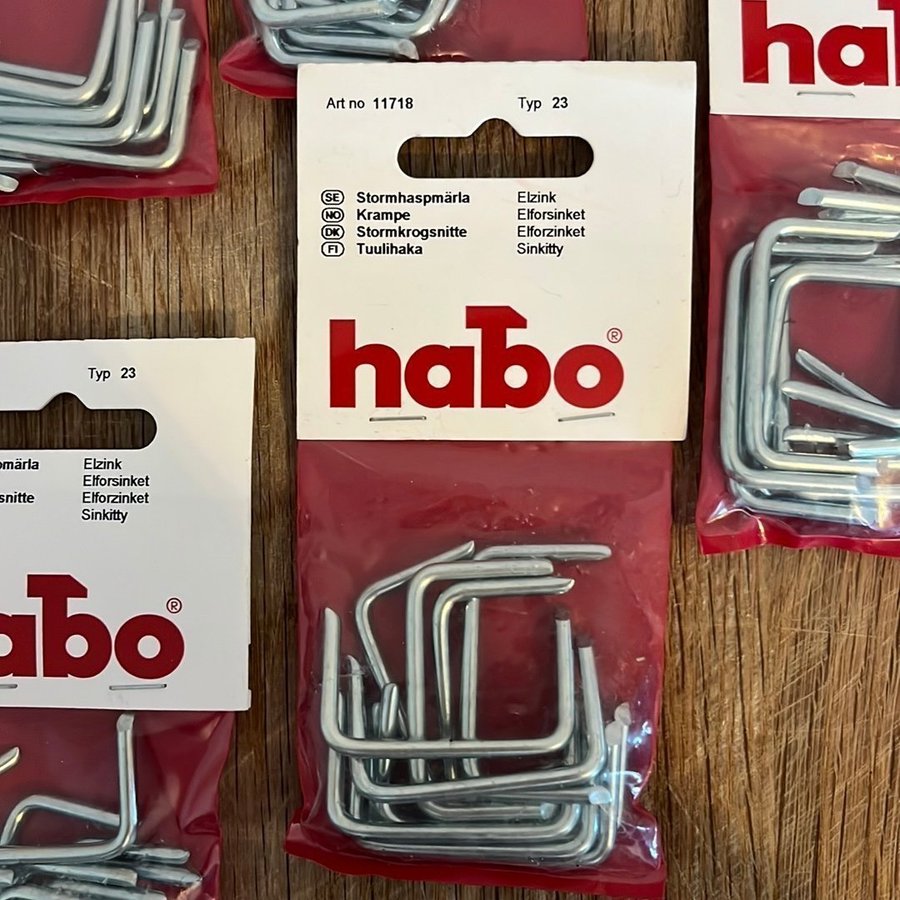 habo
Art no 11718 Typ 23
SE Stormhaspmärla Elzink
NO Krampe Elforsinket
DK Stormkrogsnitte Elforzinket
FI Tuulihaka Sinkitty
habo®
Typ 23
Elzink
Elforsinket
Elforzinket
Sinkitty
abo®